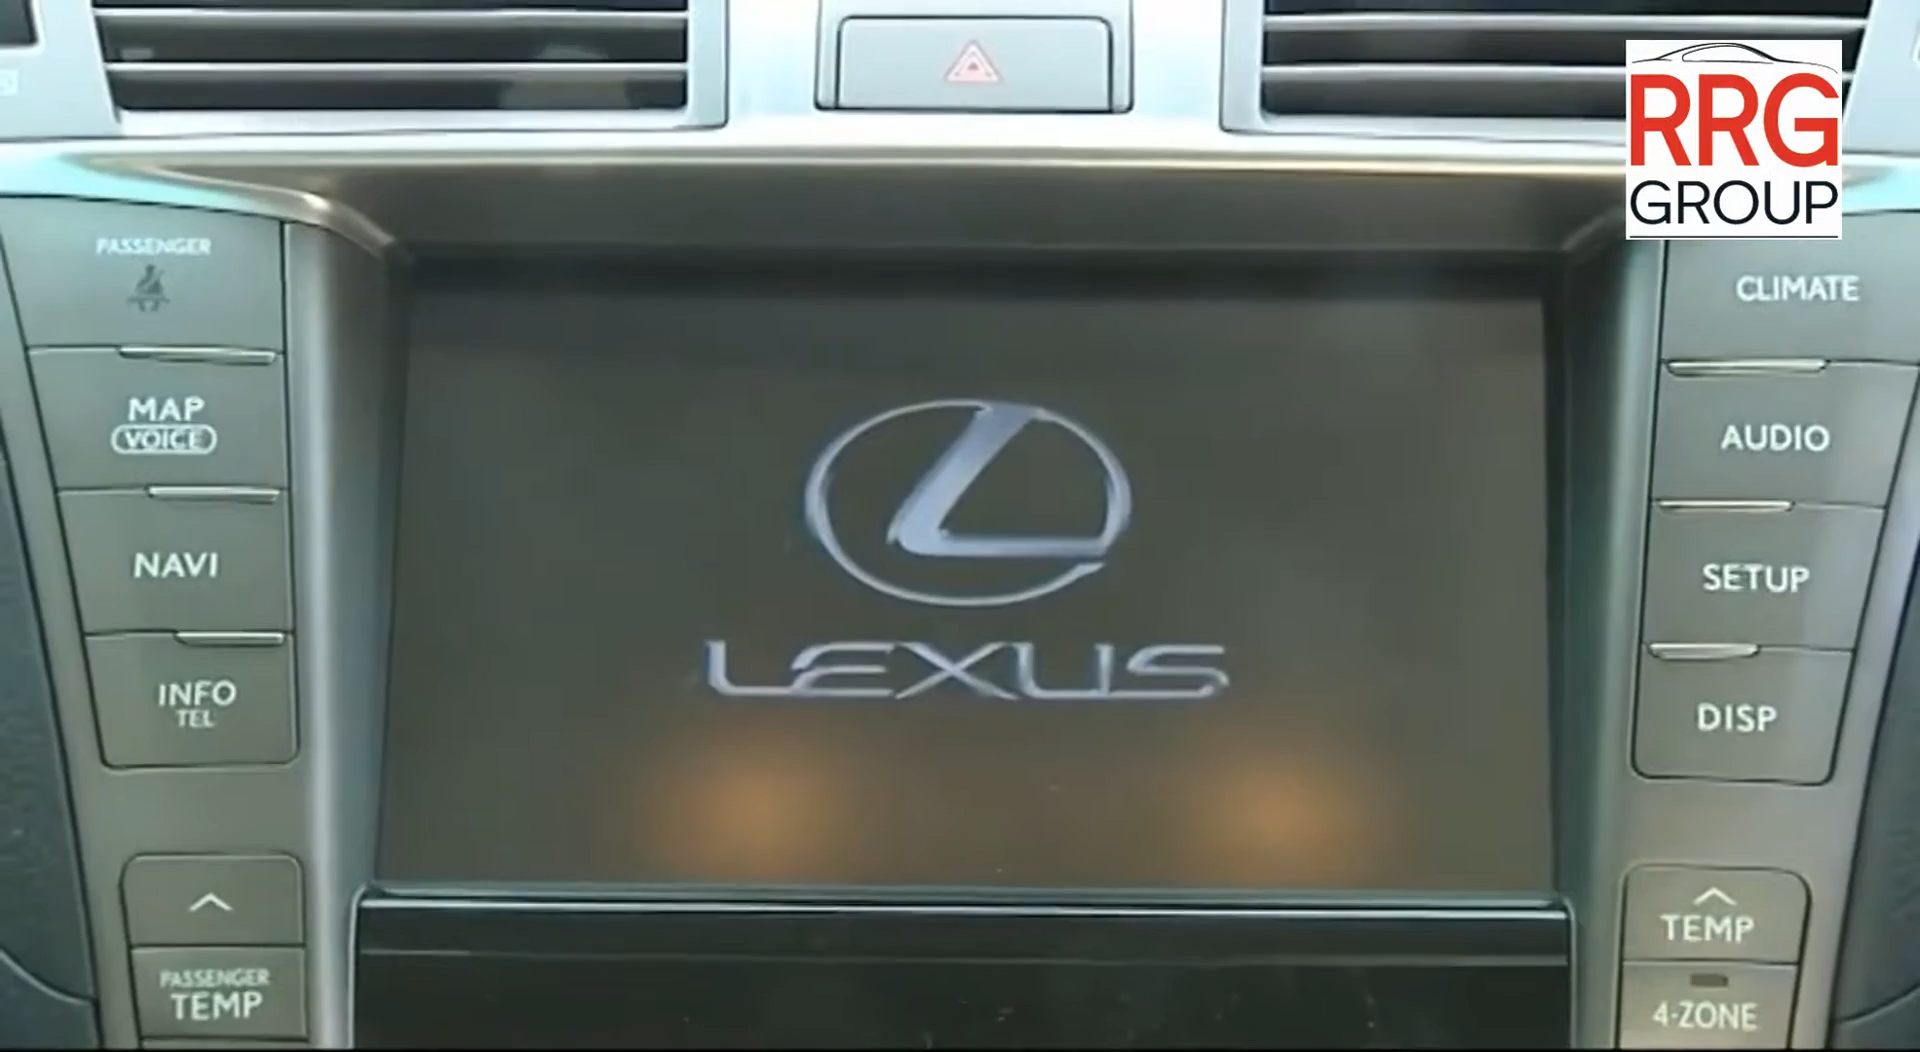 RRG
GROUP
PASSENGER
MAP
VOICE
NAVI
INFO
TEL
PASSENGER
TEMP
LEXUS
CLIMATE
AUDIO
SETUP
DISP
TEMP
4-ZONE